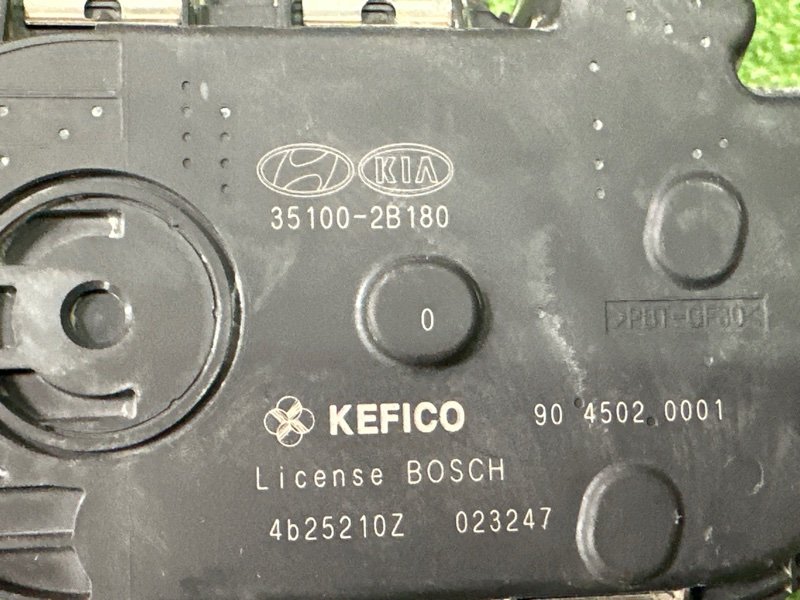 KIA
35100-2B180
0
>PBT-GF30<
KEFICO 90 4502 0001
License BOSCH
4b25210Z 023247